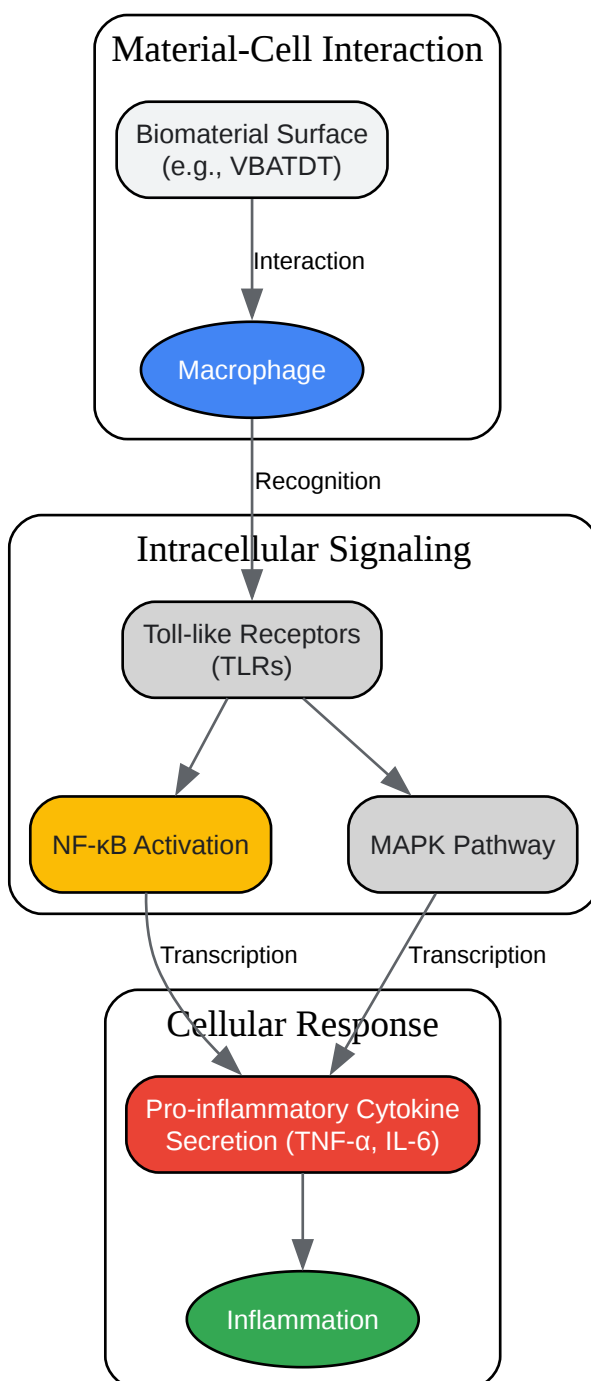 Material-Cell Interaction
Biomaterial Surface
(e.g., VBATDT)
Interaction
Macrophage
Recognition
Intracellular Signaling
Toll-like Receptors
(TLRs)
NF-κB Activation
MAPK Pathway
Transcription
Transcription
Cellular Response
Pro-inflammatory Cytokine
Secretion (TNF-α, IL-6)
Inflammation